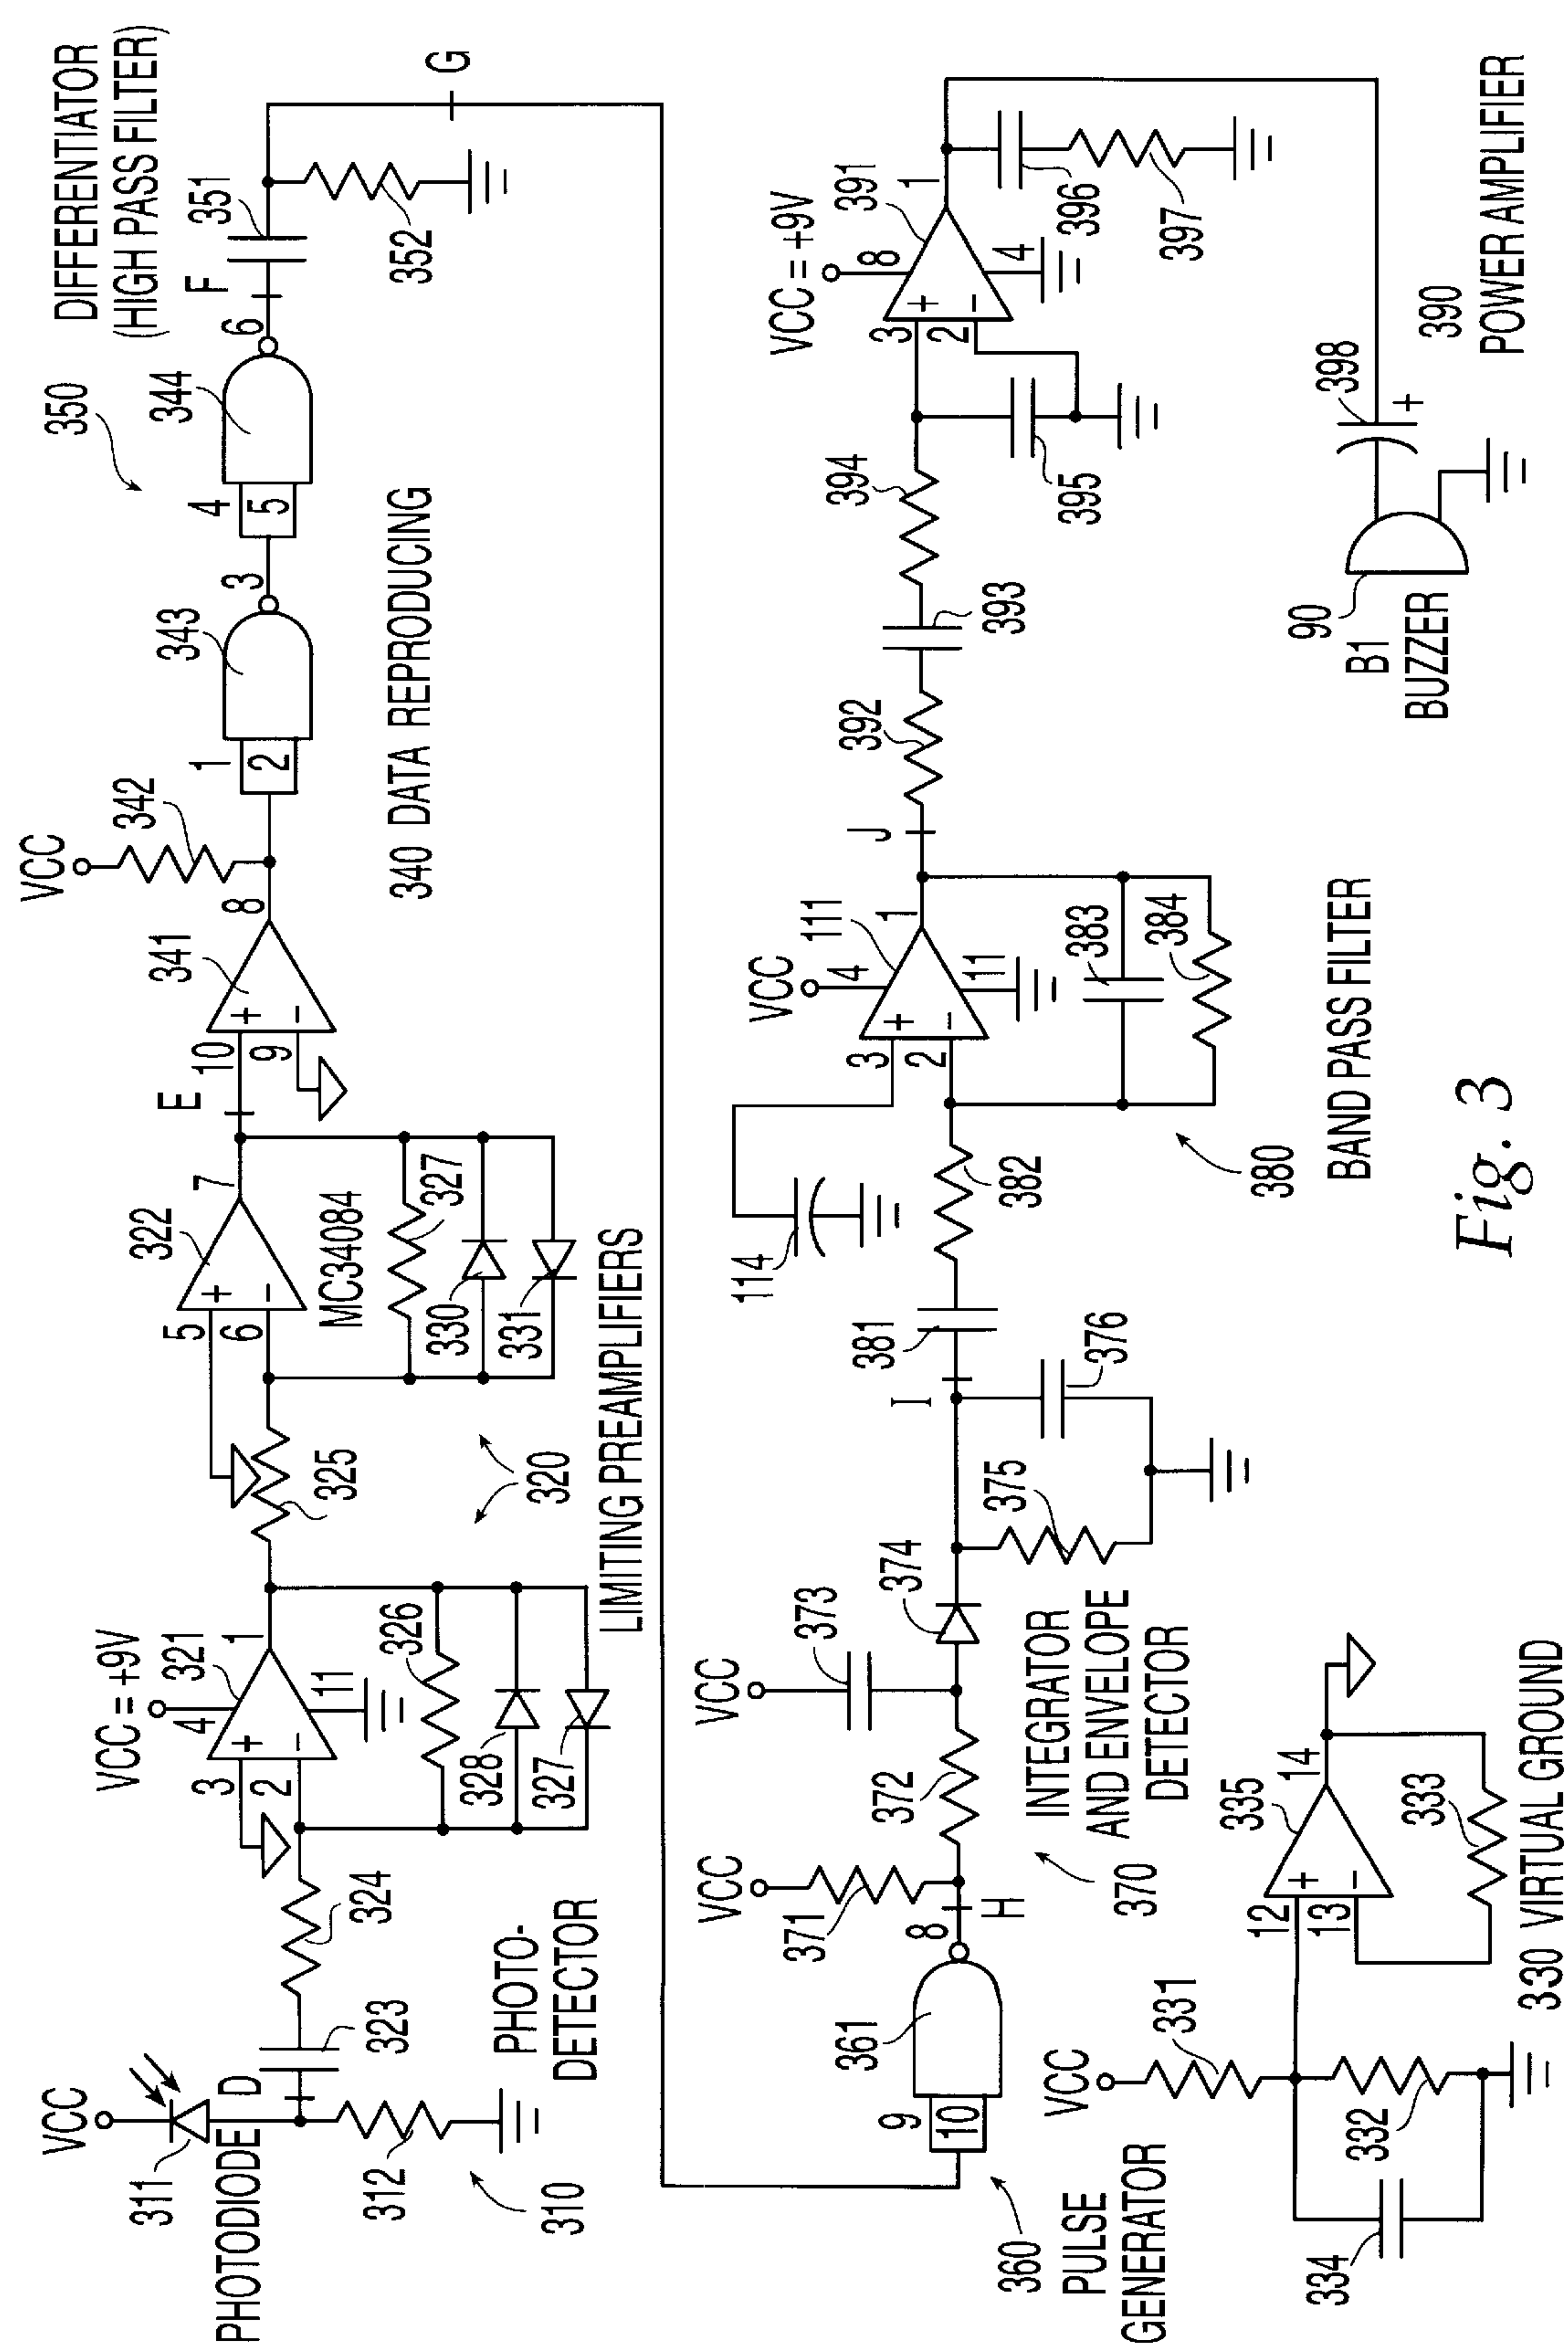 VCC
311
PHOTODIODE
D
312
310
323
PHOTO-
DETECTOR
324
VCC = +9V
3
2
4
321
1
11
+
−
326
328
327
325
320
LIMITING PREAMPLIFIERS
5
6
322
+
−
7
MC34084
327
330
331
E
10
9
341
+
−
8
VCC
342
340 DATA REPRODUCING
1
2
343
3
4
5
344
6
350
F
351
DIFFERENTIATOR
(HIGH PASS FILTER)
352
G
9
10
361
8
H
360
PULSE
GENERATOR
VCC
371
372
VCC
373
374
370
INTEGRATOR
AND ENVELOPE
DETECTOR
375
376
I
381
382
114
VCC
3
2
4
111
1
11
+
−
383
384
380
BAND PASS FILTER
J
392
393
394
395
VCC = +9V
3
2
8
391
1
4
+
−
396
397
398
+
90
B1
BUZZER
390
POWER AMPLIFIER
VCC
331
332
334
12
13
335
+
−
14
333
330 VIRTUAL GROUND
Fig. 3